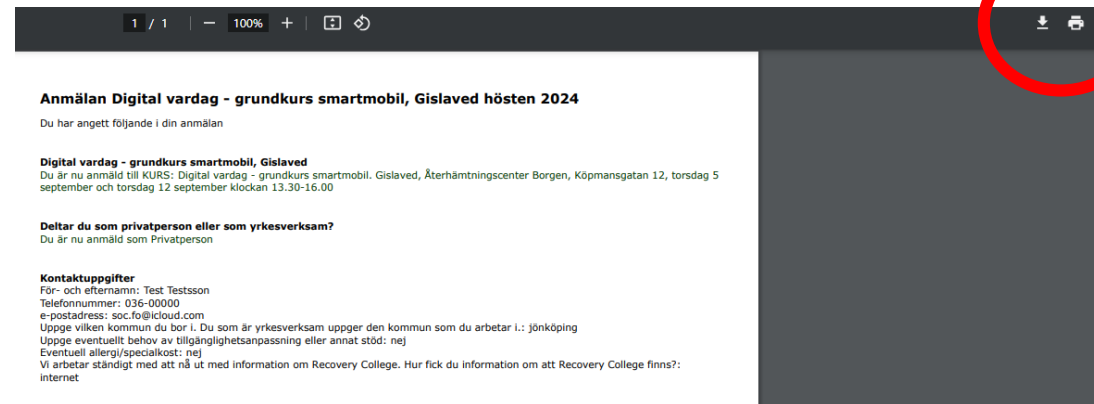 1 / 1 | — 100% + |
Anmälan Digital vardag - grundkurs smartmobil, Gislaved hösten 2024
Du har angett följande i din anmälan
Digital vardag - grundkurs smartmobil, Gislaved
Du är nu anmäld till KURS: Digital vardag - grundkurs smartmobil. Gislaved, Återhämtningscenter Borgen, Köpmansgatan 12, torsdag 5
september och torsdag 12 september klockan 13.30-16.00
Deltar du som privatperson eller som yrkesverksam?
Du är nu anmäld som Privatperson
Kontaktuppgifter
För- och efternamn: Test Testsson
Telefonnummer: 036-00000
e-postadress: soc.fo@icloud.com
Uppge vilken kommun du bor i. Du som är yrkesverksam uppger den kommun som du arbetar i.: jönköping
Uppge eventuellt behov av tillgänglighetsanpassning eller annat stöd: nej
Eventuell allergi/specialkost: nej
Vi arbetar ständigt med att nå ut med information om Recovery College. Hur fick du information om att Recovery College finns?:
internet